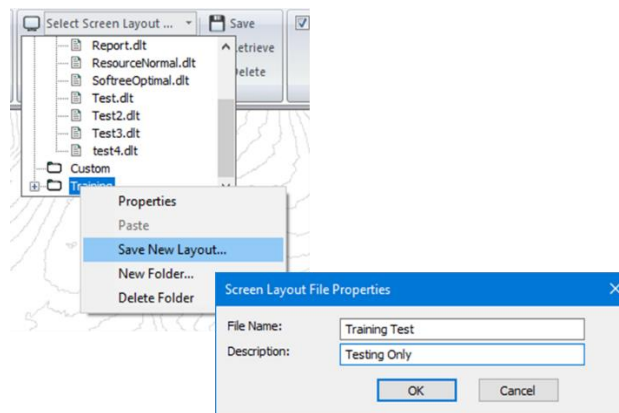 Select Screen Layout ... Save
Report.dlt
etrieve
ResourceNormal.dlt
SoftreeOptimal.dlt
elete
Test.dlt
Test2.dlt
Test3.dlt
test4.dlt
Custom
Training
Properties
Paste
Save New Layout...
New Folder...
Delete Folder
Screen Layout File Properties
File Name: Training Test
Description: Testing Only
OK Cancel